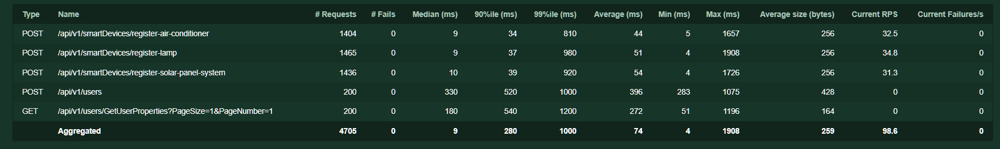 Type Name # Requests # Fails Median (ms) 90%ile (ms) 99%ile (ms) Average (ms) Min (ms) Max (ms) Average size (bytes) Current RPS Current Failures/s
POST /api/v1/smartDevices/register-air-conditioner 1404 0 9 34 810 44 5 1657 256 32.5 0
POST /api/v1/smartDevices/register-lamp 1465 0 9 37 980 51 4 1908 256 34.8 0
POST /api/v1/smartDevices/register-solar-panel-system 1436 0 10 39 920 54 4 1726 256 31.3 0
POST /api/v1/users 200 0 330 520 1000 396 283 1075 428 0 0
GET /api/v1/users/GetUserProperties?PageSize=1&PageNumber=1 200 0 180 540 1200 272 51 1196 164 0 0
Aggregated 4705 0 9 280 1000 74 4 1908 259 98.6 0